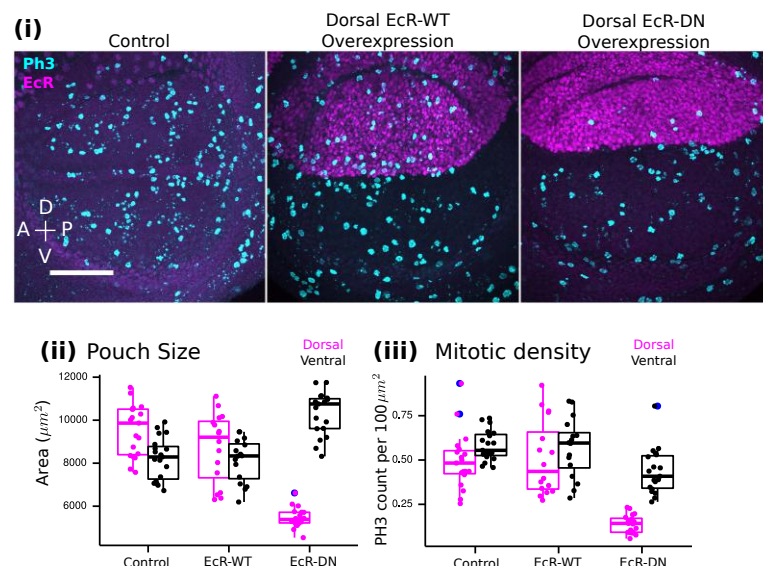 (i)
Control
Dorsal EcR-WT
Overexpression
Dorsal EcR-DN
Overexpression
Ph3
EcR
D
A P
V
(ii) Pouch Size
Dorsal
Ventral
Area (μm²)
12000
10000
8000
6000
Control
EcR-WT
EcR-DN
(iii) Mitotic density
Dorsal
Ventral
PH3 count per 100μm²
0.75
0.50
0.25
Control
EcR-WT
EcR-DN